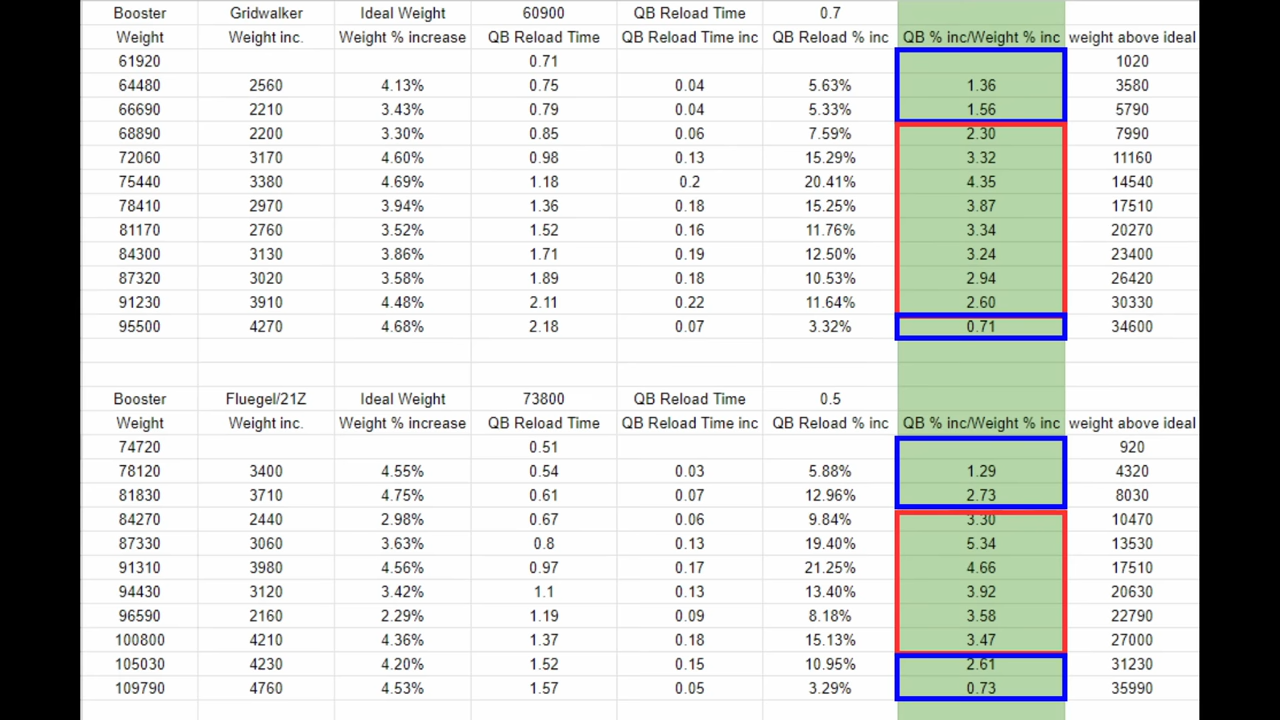 Booster Gridwalker Ideal Weight 60900 QB Reload Time 0.7
Weight Weight inc. Weight % increase QB Reload Time QB Reload Time inc QB Reload % inc QB % inc/Weight % inc weight above ideal
61920 0.71 1020
64480 2560 4.13% 0.75 0.04 5.63% 1.36 3580
66690 2210 3.43% 0.79 0.04 5.33% 1.56 5790
68890 2200 3.30% 0.85 0.06 7.59% 2.30 7990
72060 3170 4.60% 0.98 0.13 15.29% 3.32 11160
75440 3380 4.69% 1.18 0.2 20.41% 4.35 14540
78410 2970 3.94% 1.36 0.18 15.25% 3.87 17510
81170 2760 3.52% 1.52 0.16 11.76% 3.34 20270
84300 3130 3.86% 1.71 0.19 12.50% 3.24 23400
87320 3020 3.58% 1.89 0.18 10.53% 2.94 26420
91230 3910 4.48% 2.11 0.22 11.64% 2.60 30330
95500 4270 4.68% 2.18 0.07 3.32% 0.71 34600
Booster Fluegel/21Z Ideal Weight 73800 QB Reload Time 0.5
Weight Weight inc. Weight % increase QB Reload Time QB Reload Time inc QB Reload % inc QB % inc/Weight % inc weight above ideal
74720 0.51 920
78120 3400 4.55% 0.54 0.03 5.88% 1.29 4320
81830 3710 4.75% 0.61 0.07 12.96% 2.73 8030
84270 2440 2.98% 0.67 0.06 9.84% 3.30 10470
87330 3060 3.63% 0.8 0.13 19.40% 5.34 13530
91310 3980 4.56% 0.97 0.17 21.25% 4.66 17510
94430 3120 3.42% 1.1 0.13 13.40% 3.92 20630
96590 2160 2.29% 1.19 0.09 8.18% 3.58 22790
100800 4210 4.36% 1.37 0.18 15.13% 3.47 27000
105030 4230 4.20% 1.52 0.15 10.95% 2.61 31230
109790 4760 4.53% 1.57 0.05 3.29% 0.73 35990